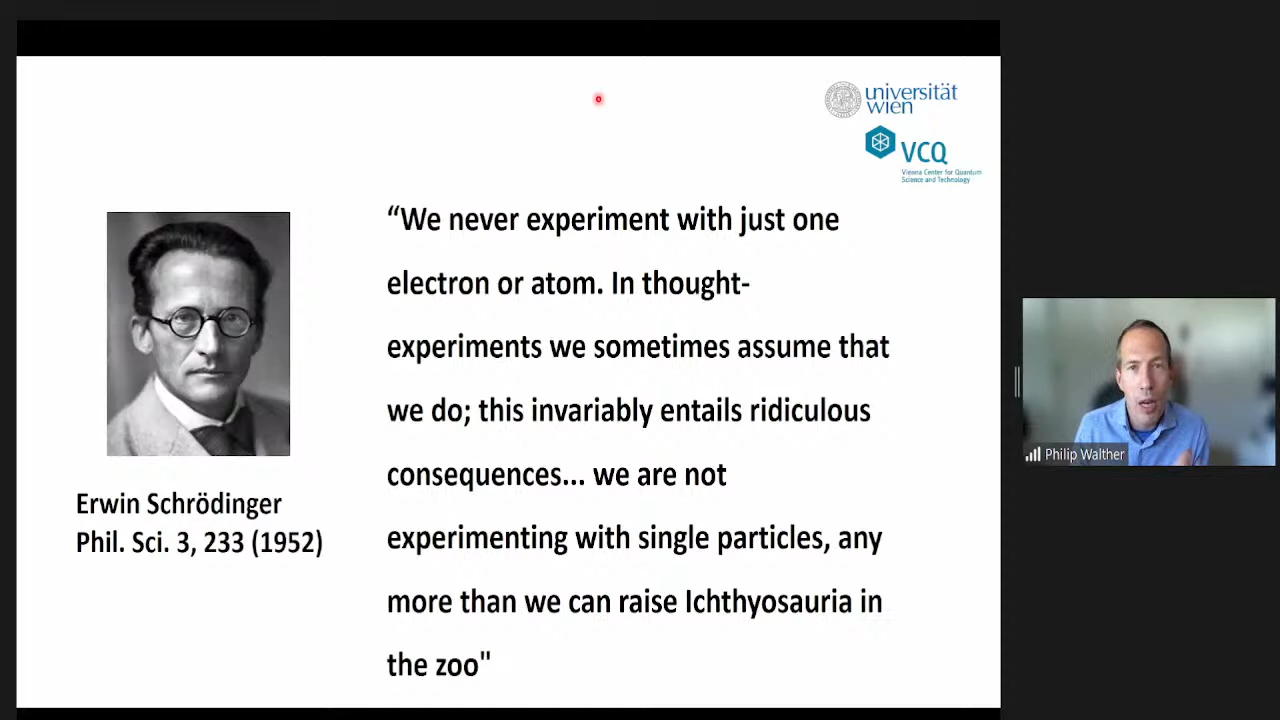 universität
wien
VCQ
Vienna Center for Quantum
Science and Technology
“We never experiment with just one
electron or atom. In thought-
experiments we sometimes assume that
we do; this invariably entails ridiculous
consequences... we are not
experimenting with single particles, any
more than we can raise Ichthyosauria in
the zoo"
Erwin Schrödinger
Phil. Sci. 3, 233 (1952)
Philip Walther